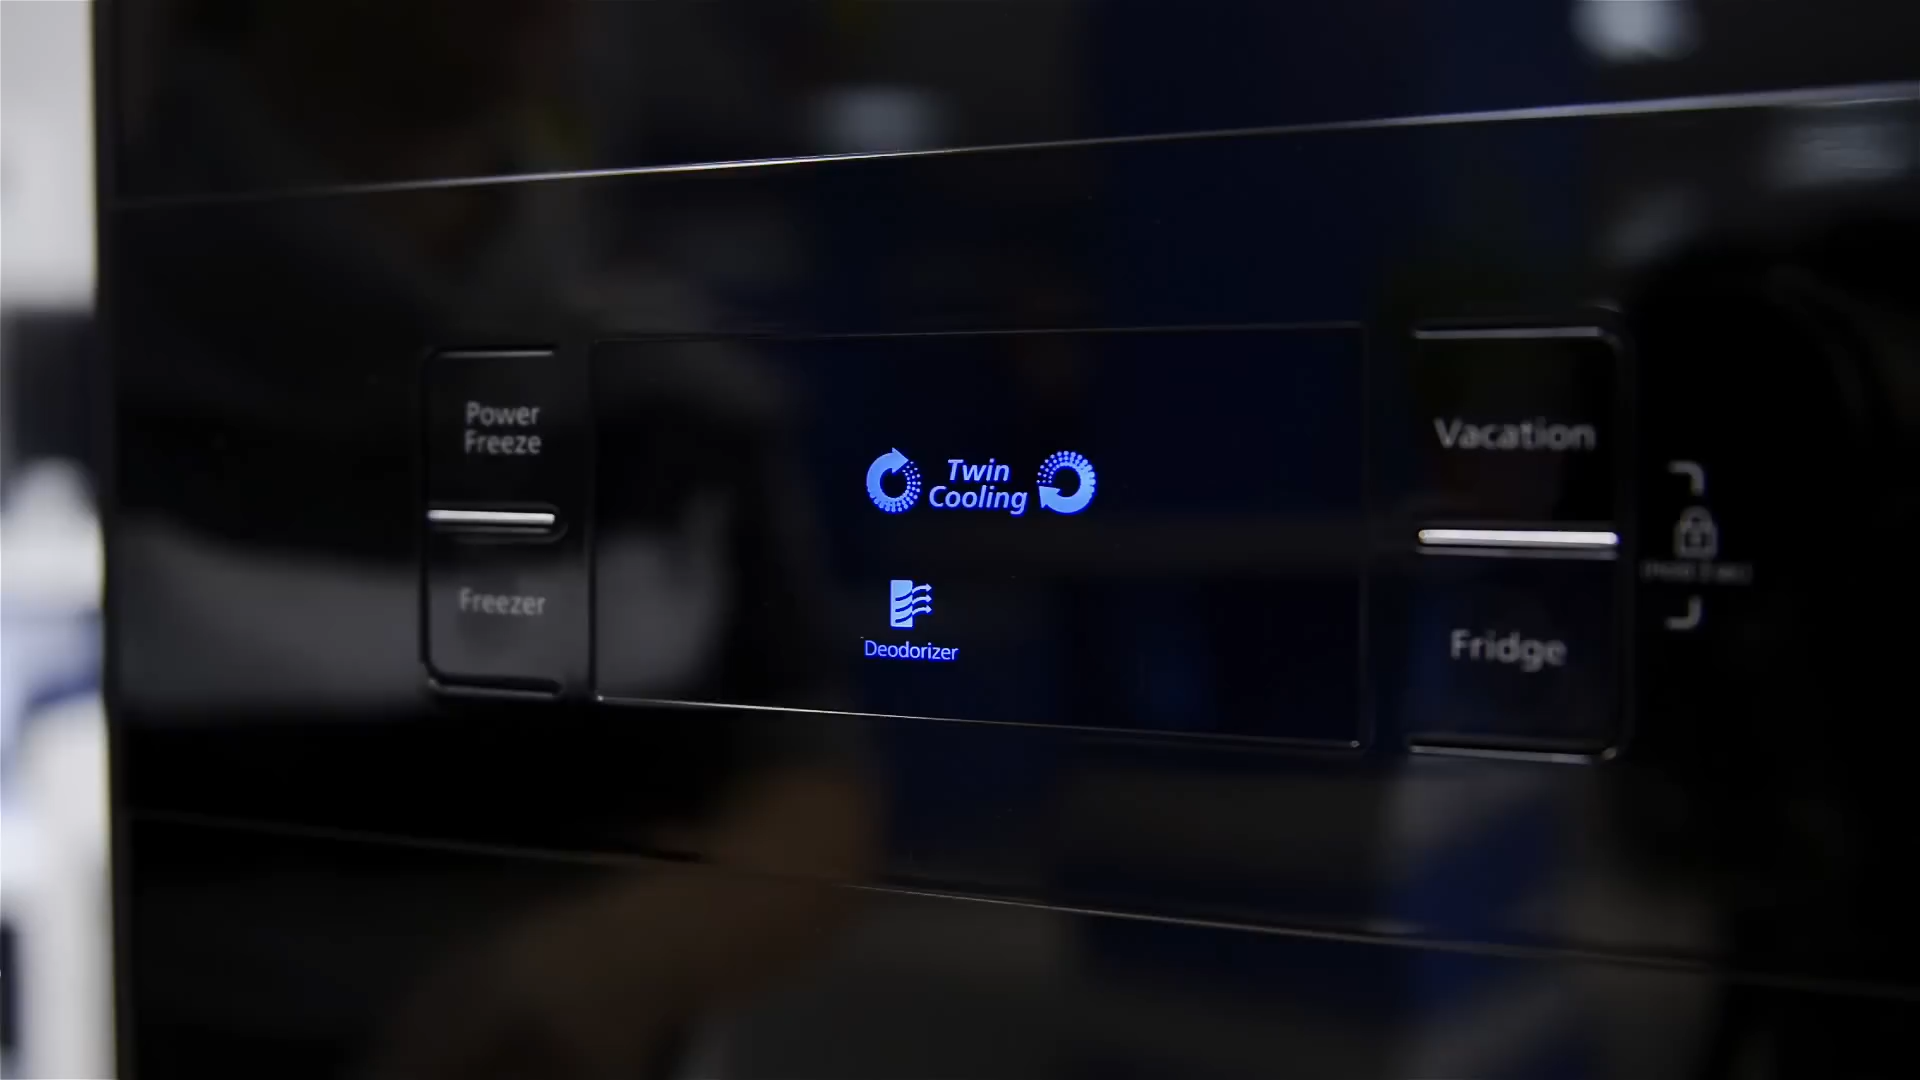 Power
Freeze
Freezer
Twin
Cooling
Deodorizer
Vacation
Fridge